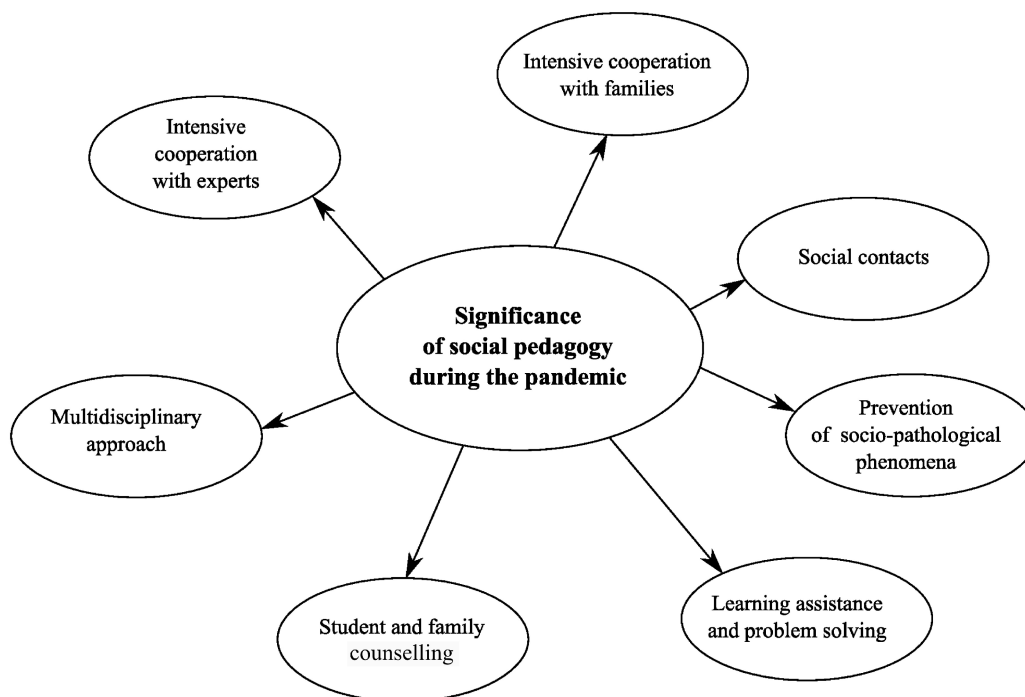 Intensive cooperation
with families
Intensive
cooperation
with experts
Social contacts
Significance
of social pedagogy
during the pandemic
Multidisciplinary
approach
Prevention
of socio-pathological
phenomena
Student and family
counselling
Learning assistance
and problem solving